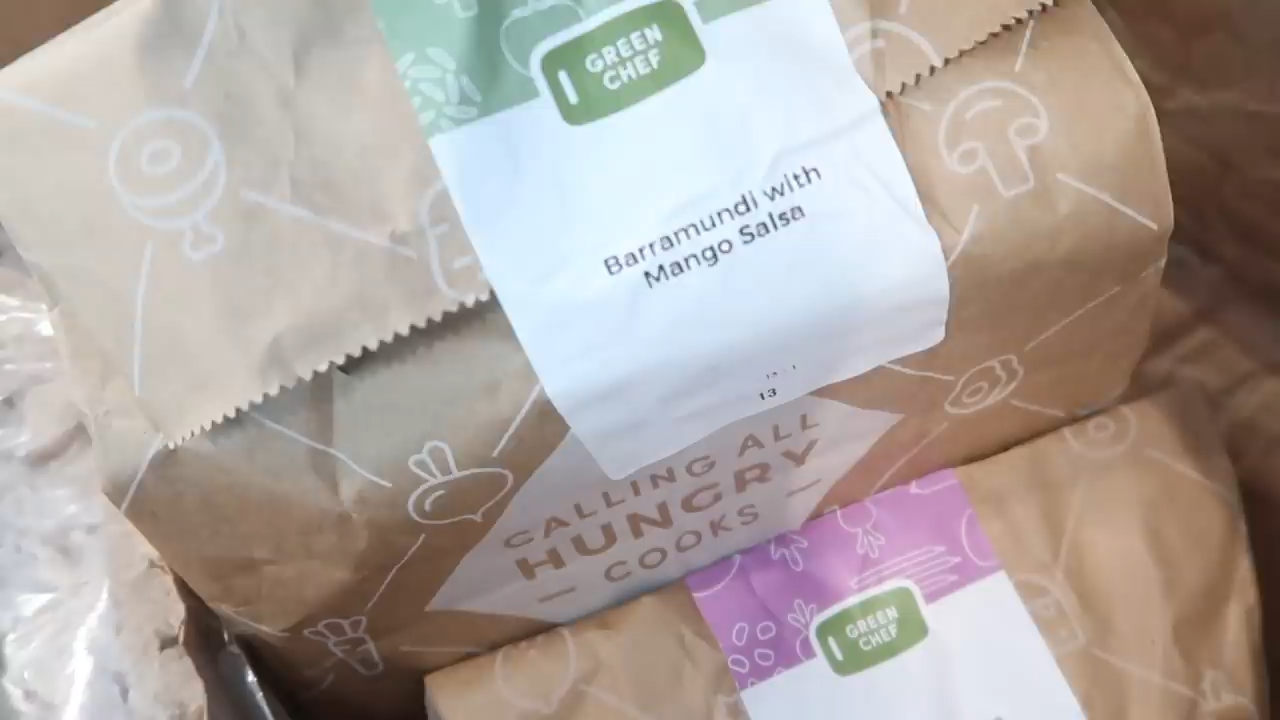 GREEN
CHEF
Barramundi with
Mango Salsa
13
CALLING ALL
HUNGRY
COOKS
GREEN
CHEF